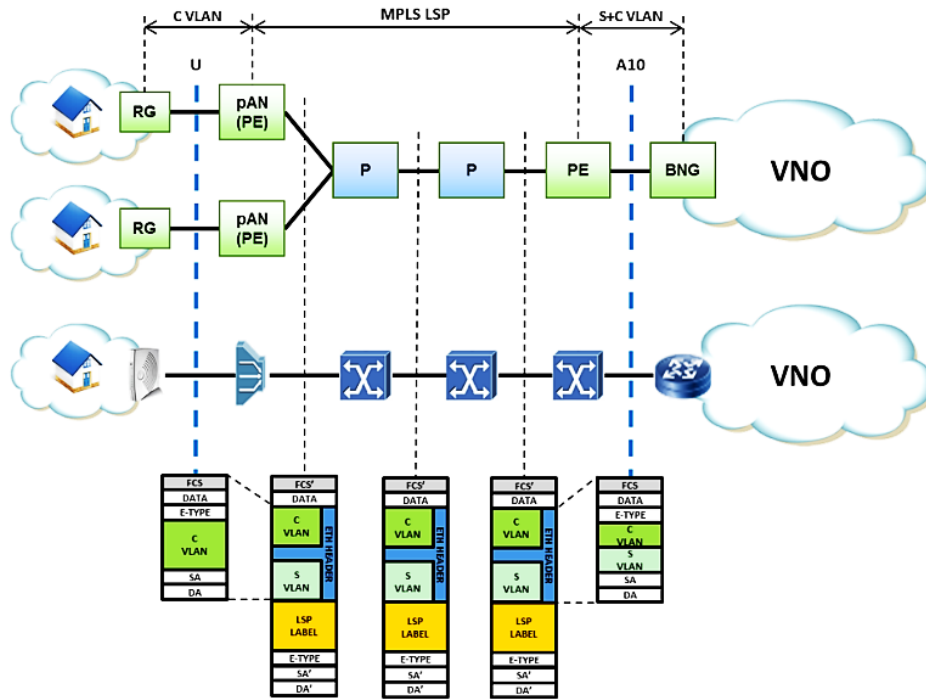 C VLAN
MPLS LSP
S+C VLAN
U
A10
RG
pAN
(PE)
P
P
PE
BNG
VNO
RG
pAN
(PE)
VNO
FCS
DATA
E-TYPE
C
VLAN
SA
DA
FCS'
DATA
C
VLAN
ETH HEADER
S
VLAN
LSP
LABEL
E-TYPE
SA'
DA'
FCS'
DATA
C
VLAN
ETH HEADER
S
VLAN
LSP
LABEL
E-TYPE
SA'
DA'
FCS'
DATA
C
VLAN
ETH HEADER
S
VLAN
LSP
LABEL
E-TYPE
SA'
DA'
FCS
DATA
E-TYPE
C
VLAN
S
VLAN
SA
DA